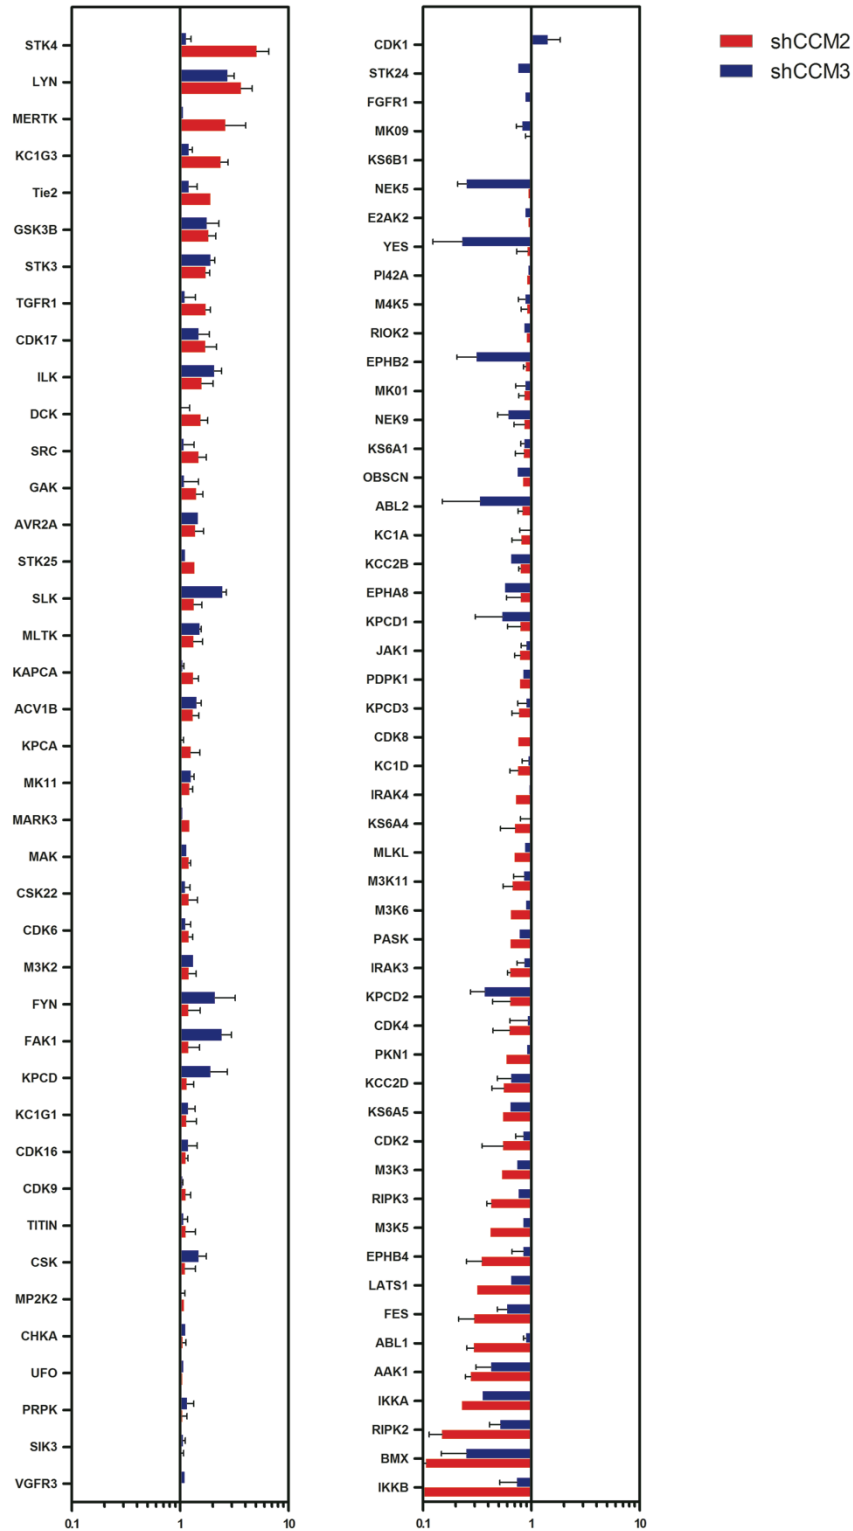 STK4
LYN
MERTK
KC1G3
Tie2
GSK3B
STK3
TGFR1
CDK17
ILK
DCK
SRC
GAK
AVR2A
STK25
SLK
MLTK
KAPCA
ACV1B
KPCA
MK11
MARK3
MAK
CSK22
CDK6
M3K2
FYN
FAK1
KPCD
KC1G1
CDK16
CDK9
TITIN
CSK
MP2K2
CHKA
UFO
PRPK
SIK3
VGFR3
0.1 1 10
CDK1
STK24
FGFR1
MK09
KS6B1
NEK5
E2AK2
YES
PI42A
M4K5
RIOK2
EPHB2
MK01
NEK9
KS6A1
OBSCN
ABL2
KC1A
KCC2B
EPHA8
KPCD1
JAK1
PDPK1
KPCD3
CDK8
KC1D
IRAK4
KS6A4
MLKL
M3K11
M3K6
PASK
IRAK3
KPCD2
CDK4
PKN1
KCC2D
KS6A5
CDK2
M3K3
RIPK3
M3K5
EPHB4
LATS1
FES
ABL1
AAK1
IKKA
RIPK2
BMX
IKKB
0.1 1 10
shCCM2
shCCM3